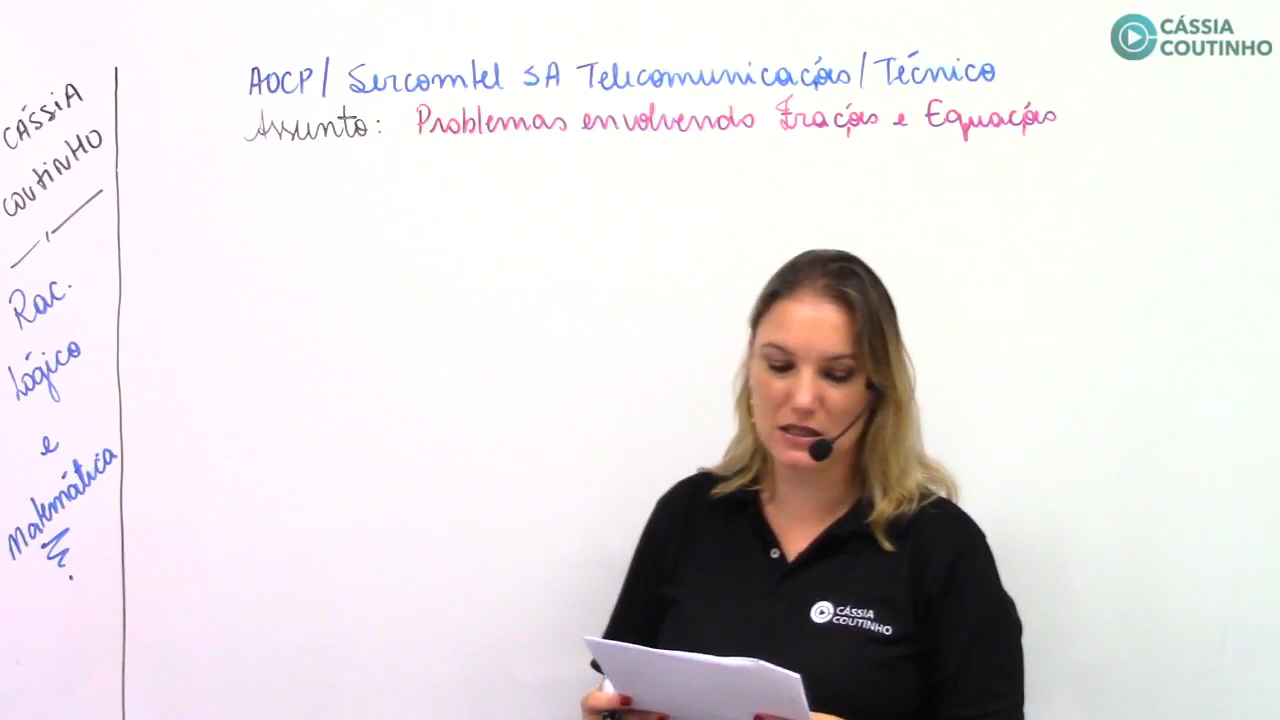 CÁSSIA
COUTINHO
AOCP/ Sercomtel SA Telecomunicações/Técnico
Assunto: Problemas envolvendo Frações e Equações
CÁSSIA
COUTINHO
Rac.
Lógico
e
Matemática
CÁSSIA
COUTINHO